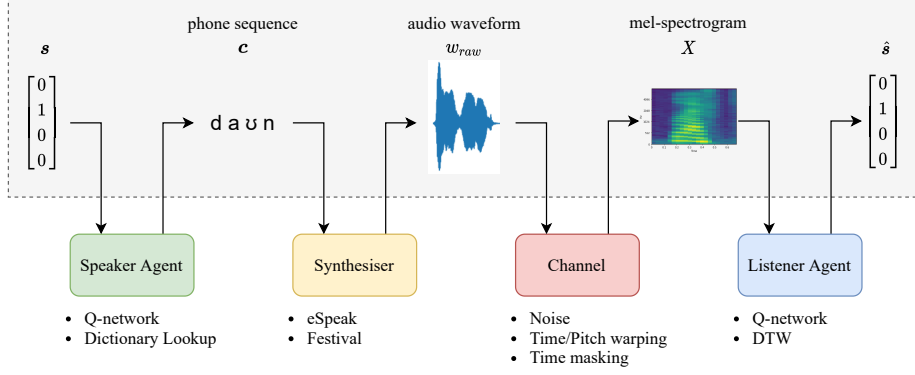 phone sequence
audio waveform
mel-spectrogram
s
c
w_raw
X
ŝ
0
1
0
0
d a ʊ n
0
1
0
0
Speaker Agent
Synthesiser
Channel
Listener Agent
• Q-network
• Dictionary Lookup
• eSpeak
• Festival
• Noise
• Time/Pitch warping
• Time masking
• Q-network
• DTW